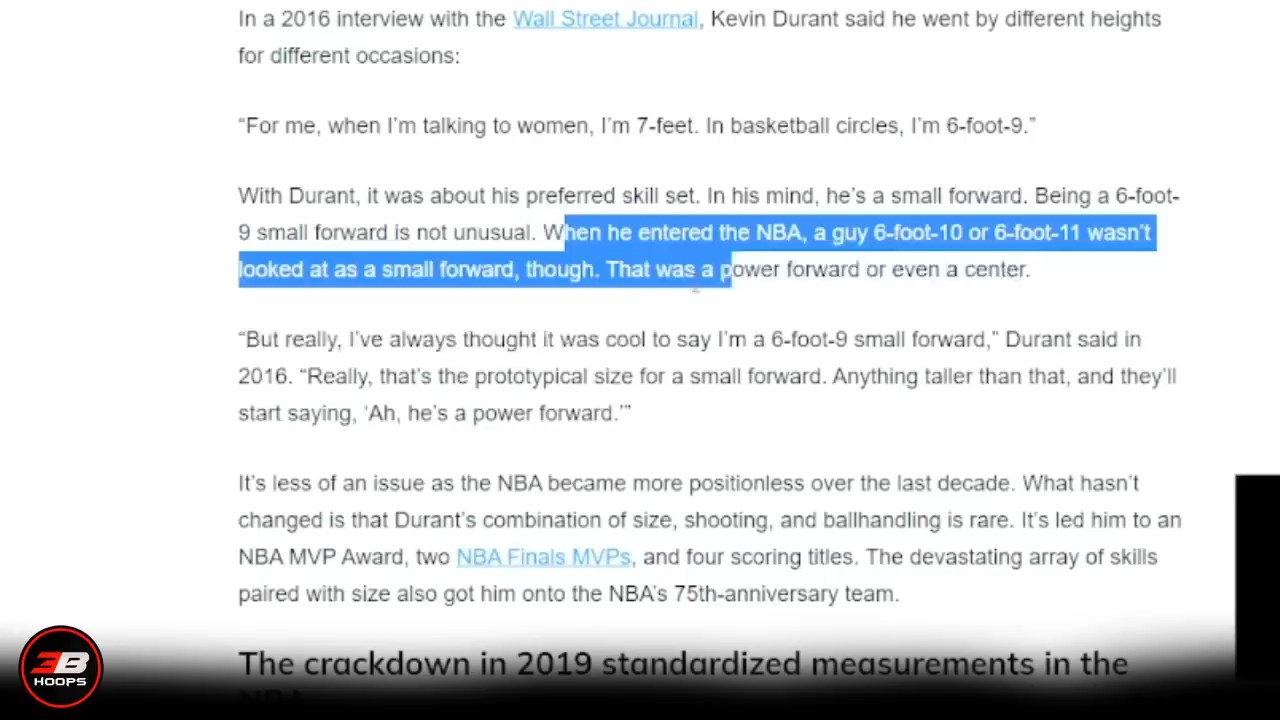 In a 2016 interview with the Wall Street Journal, Kevin Durant said he went by different heights
for different occasions:
“For me, when I’m talking to women, I’m 7-feet. In basketball circles, I’m 6-foot-9.”
With Durant, it was about his preferred skill set. In his mind, he’s a small forward. Being a 6-foot-
9 small forward is not unusual. When he entered the NBA, a guy 6-foot-10 or 6-foot-11 wasn’t
looked at as a small forward, though. That was a power forward or even a center.
“But really, I’ve always thought it was cool to say I’m a 6-foot-9 small forward,” Durant said in
2016. “Really, that’s the prototypical size for a small forward. Anything taller than that, and they’ll
start saying, ‘Ah, he’s a power forward.’”
It’s less of an issue as the NBA became more positionless over the last decade. What hasn’t
changed is that Durant’s combination of size, shooting, and ballhandling is rare. It’s led him to an
NBA MVP Award, two NBA Finals MVPs, and four scoring titles. The devastating array of skills
paired with size also got him onto the NBA’s 75th-anniversary team.
The crackdown in 2019 standardized measurements in the
NBA
3B
HOOPS